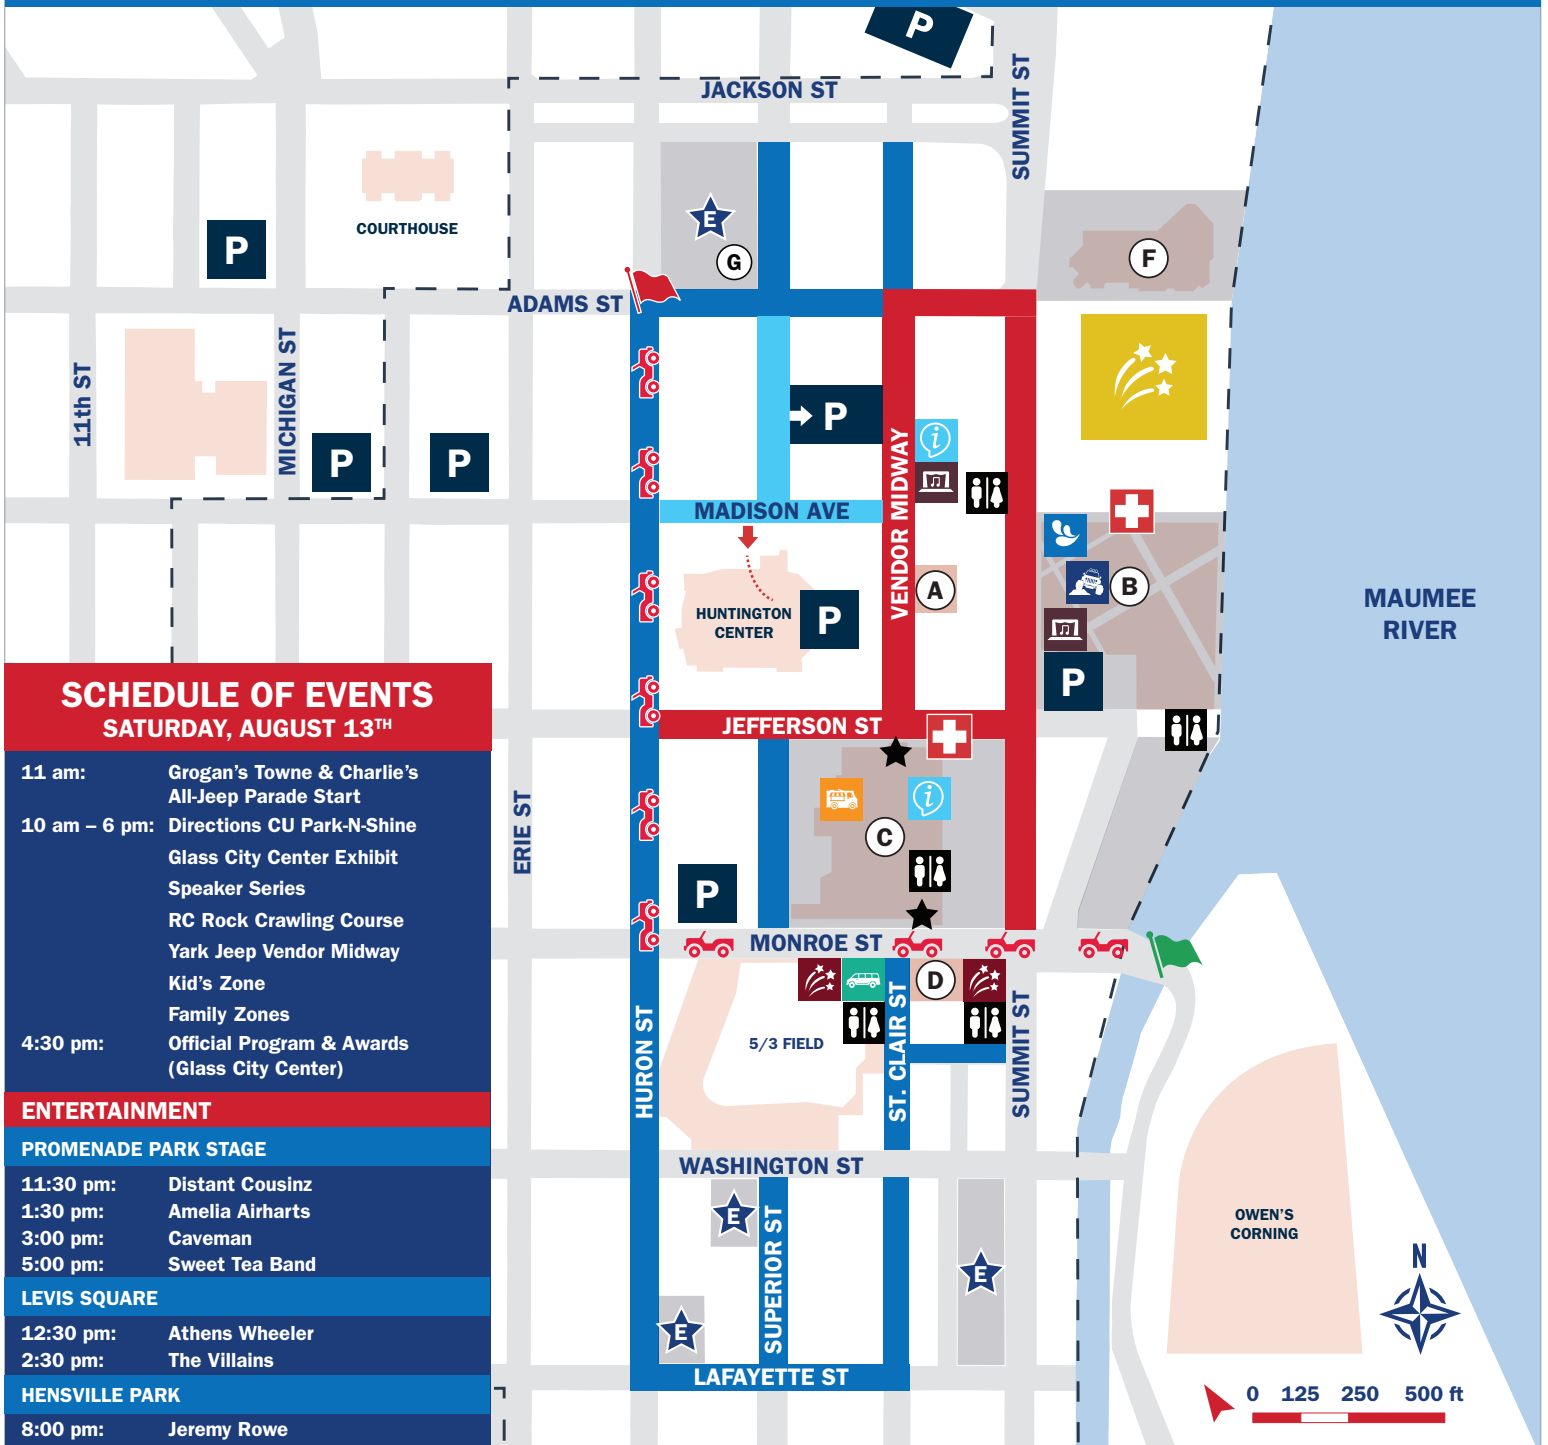 P
JACKSON ST
SUMMIT ST
COURTHOUSE
P
E
G
F
ADAMS ST
11th ST
MICHIGAN ST
P
P
P
VENDOR MIDWAY
i
MADISON AVE
A
B
HUNTINGTON
CENTER
P
P
MAUMEE
RIVER
JEFFERSON ST
i
C
ERIE ST
P
MONROE ST
D
5/3 FIELD
HURON ST
ST. CLAIR ST
SUMMIT ST
WASHINGTON ST
E
SUPERIOR ST
E
E
LAFAYETTE ST
OWEN'S
CORNING
N
0 125 250 500 ft
SCHEDULE OF EVENTS
SATURDAY, AUGUST 13TH
11 am: Grogan's Towne & Charlie's
All-Jeep Parade Start
10 am – 6 pm: Directions CU Park-N-Shine
Glass City Center Exhibit
Speaker Series
RC Rock Crawling Course
Yark Jeep Vendor Midway
Kid's Zone
Family Zones
4:30 pm: Official Program & Awards
(Glass City Center)
ENTERTAINMENT
PROMENADE PARK STAGE
11:30 pm: Distant Cousinz
1:30 pm: Amelia Airharts
3:00 pm: Caveman
5:00 pm: Sweet Tea Band
LEVIS SQUARE
12:30 pm: Athens Wheeler
2:30 pm: The Villains
HENSVILLE PARK
8:00 pm: Jeremy Rowe